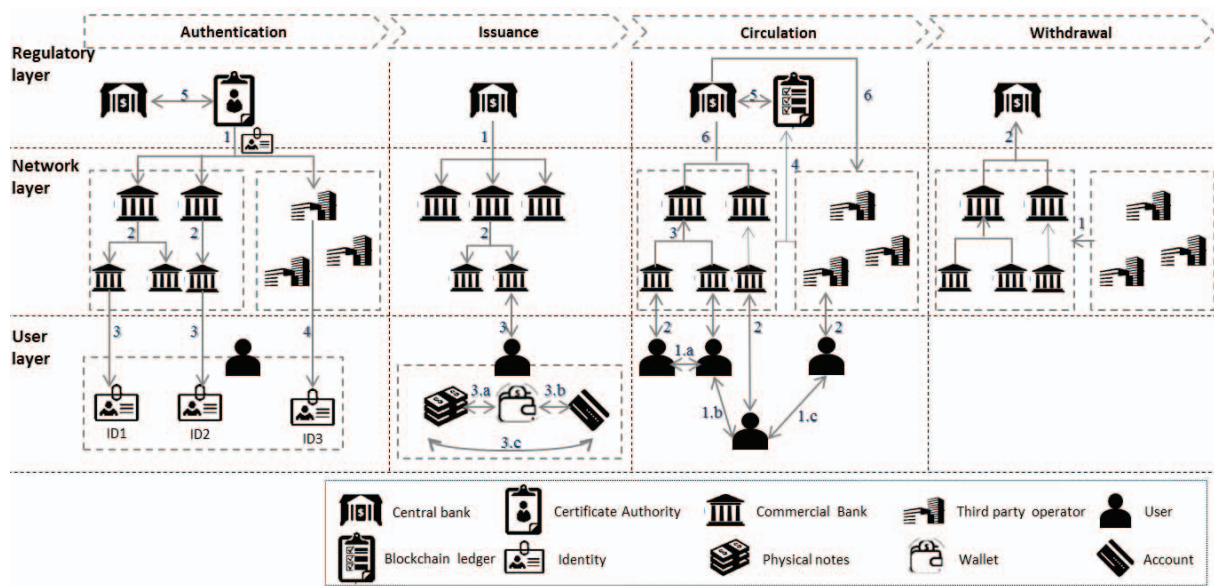 Authentication
Issuance
Circulation
Withdrawal
Regulatory
layer
5
5
6
2
1
1
6
4
Network
layer
2
2
2
3
1
User
layer
3
3
4
3
2
2
2
1.a
3.a
3.b
1.b
1.c
ID1
ID2
ID3
3.c
Central bank
Certificate Authority
Commercial Bank
Third party operator
User
Blockchain ledger
Identity
Physical notes
Wallet
Account